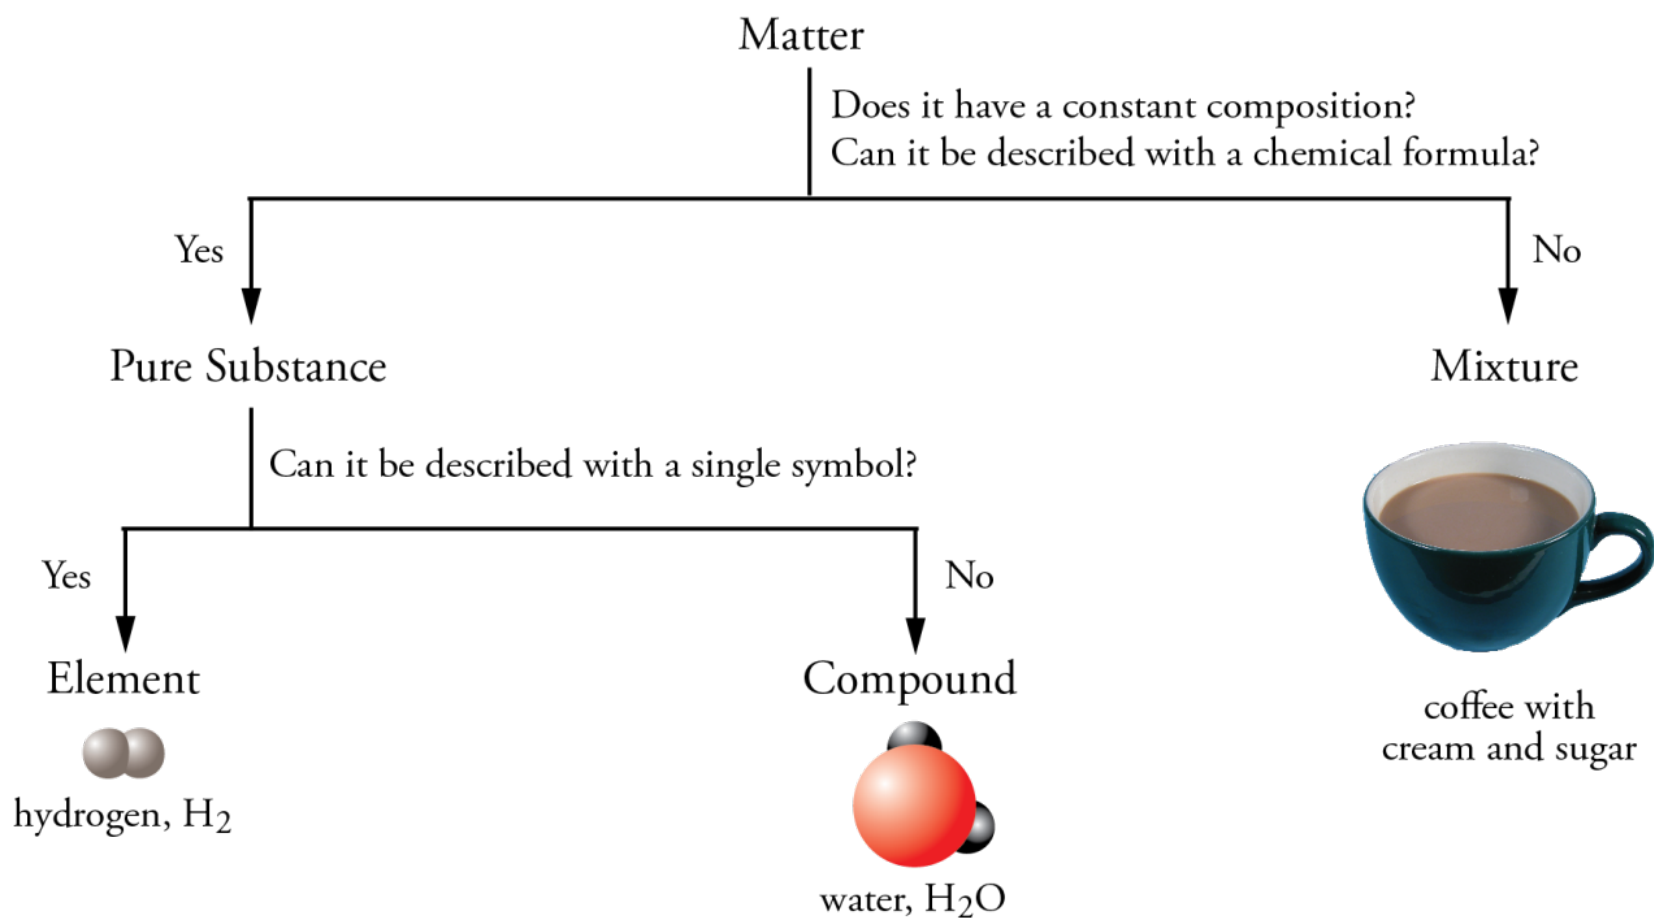 Matter
Does it have a constant composition?
Can it be described with a chemical formula?
Yes
No
Pure Substance
Mixture
Can it be described with a single symbol?
Yes
No
Element
Compound
coffee with
cream and sugar
hydrogen, H₂
water, H₂O